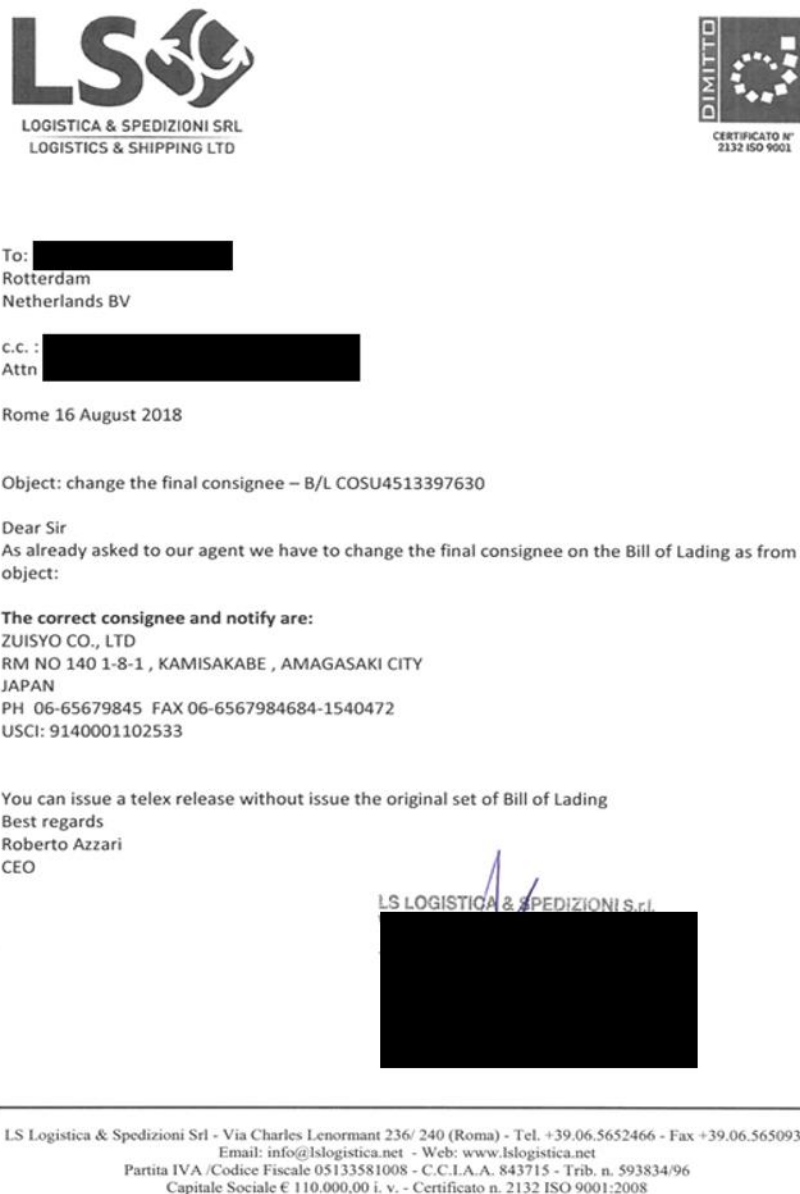 LS
LOGISTICA & SPEDIZIONI SRL
LOGISTICS & SHIPPING LTD
DIMITTO
CERTIFICATO N°
2132 ISO 9001
To:
Rotterdam
Netherlands BV
c.c. :
Attn
Rome 16 August 2018
Object: change the final consignee – B/L COSU4513397630
Dear Sir
As already asked to our agent we have to change the final consignee on the Bill of Lading as from
object:
The correct consignee and notify are:
ZUISYO CO., LTD
RM NO 140 1-8-1 , KAMISAKABE , AMAGASAKI CITY
JAPAN
PH 06-65679845 FAX 06-6567984684-1540472
USCI: 9140001102533
You can issue a telex release without issue the original set of Bill of Lading
Best regards
Roberto Azzari
CEO
LS LOGISTICA & SPEDIZIONI S.r.l.
LS Logistica & Spedizioni Srl - Via Charles Lenormant 236/ 240 (Roma) - Tel. +39.06.5652466 - Fax +39.06.565093
Email: info@lslogistica.net - Web: www.lslogistica.net
Partita IVA /Codice Fiscale 05133581008 - C.C.I.A.A. 843715 - Trib. n. 593834/96
Capitale Sociale € 110.000,00 i. v. - Certificato n. 2132 ISO 9001:2008